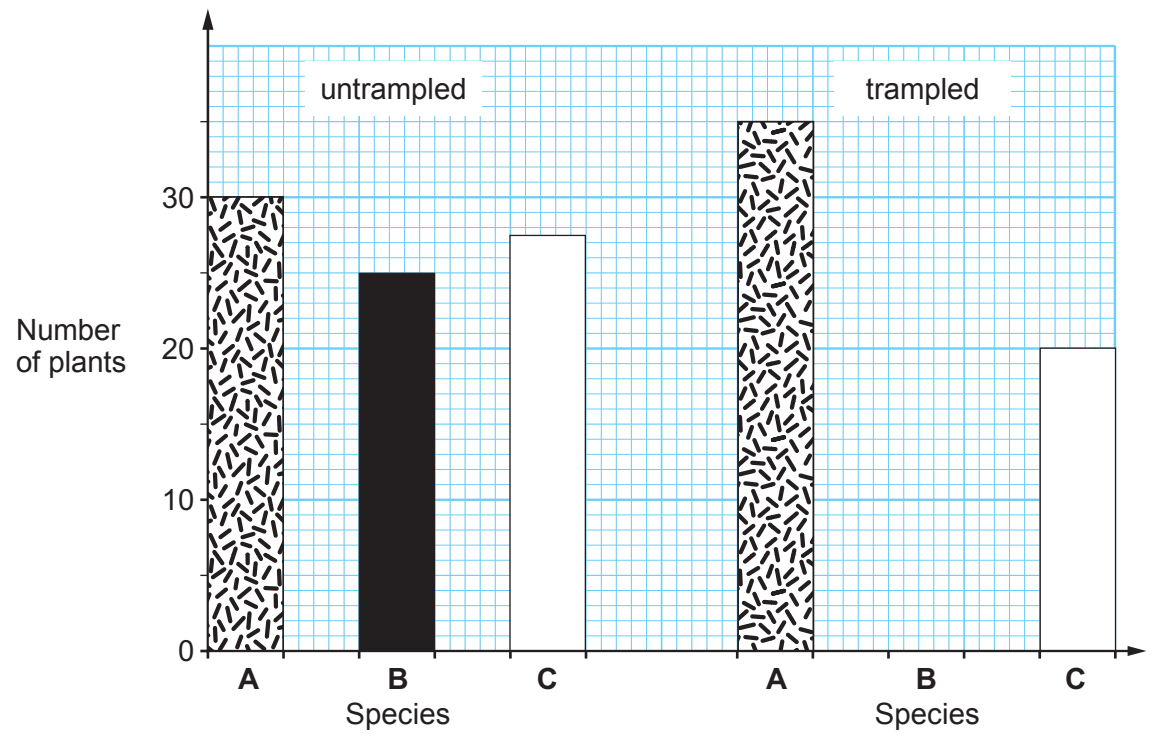 untrampled
trampled
30
Number
of plants
20
10
0
A
B
C
A
B
C
Species
Species